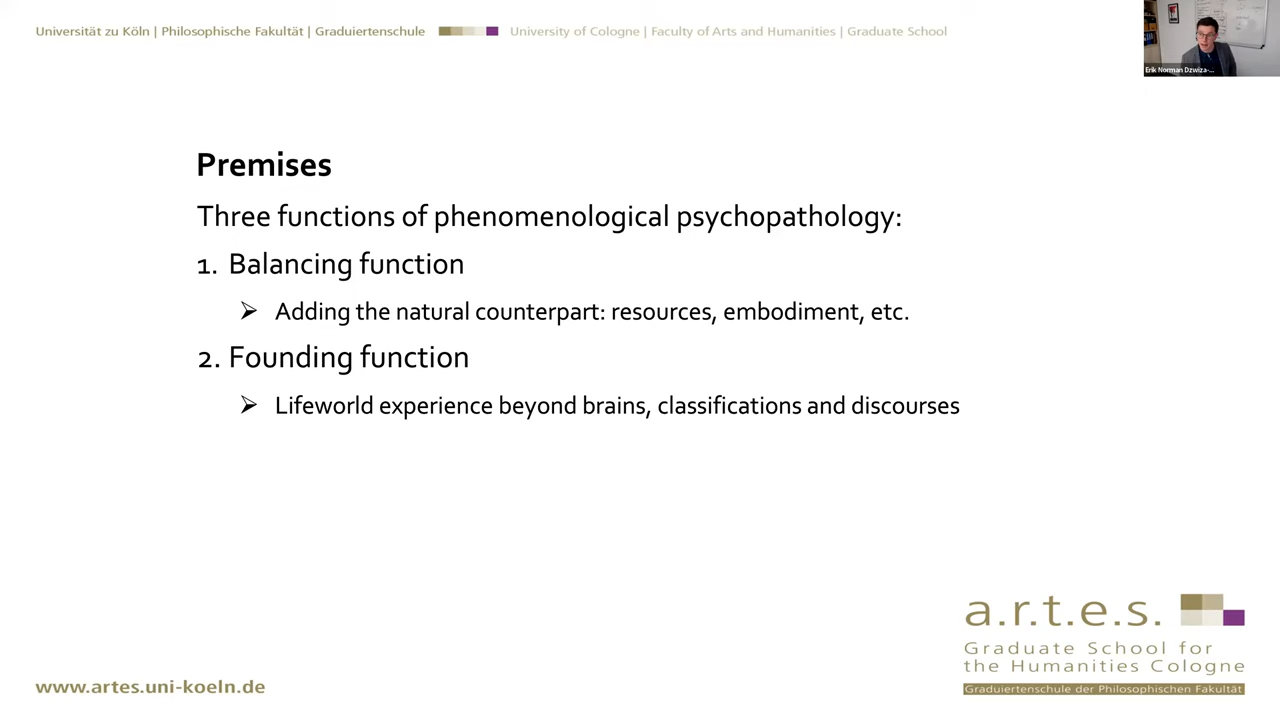 Universität zu Köln | Philosophische Fakultät | Graduiertenschule University of Cologne | Faculty of Arts and Humanities | Graduate School
Erik Norman Dzwiza-...
Premises
Three functions of phenomenological psychopathology:
1. Balancing function
➢ Adding the natural counterpart: resources, embodiment, etc.
2. Founding function
➢ Lifeworld experience beyond brains, classifications and discourses
a.r.t.e.s.
Graduate School for
the Humanities Cologne
Graduiertenschule der Philosophischen Fakultät
www.artes.uni-koeln.de